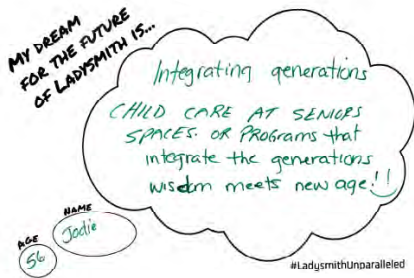 MY DREAM
FOR THE FUTURE
OF LADYSMITH IS...
Integrating generations
CHILD CARE AT SENIORS
SPACES. OR PROGRAMS that
integrate the generations
wisdom meets new age!!
NAME
Jodie
AGE
56
#LadysmithUnparalleled